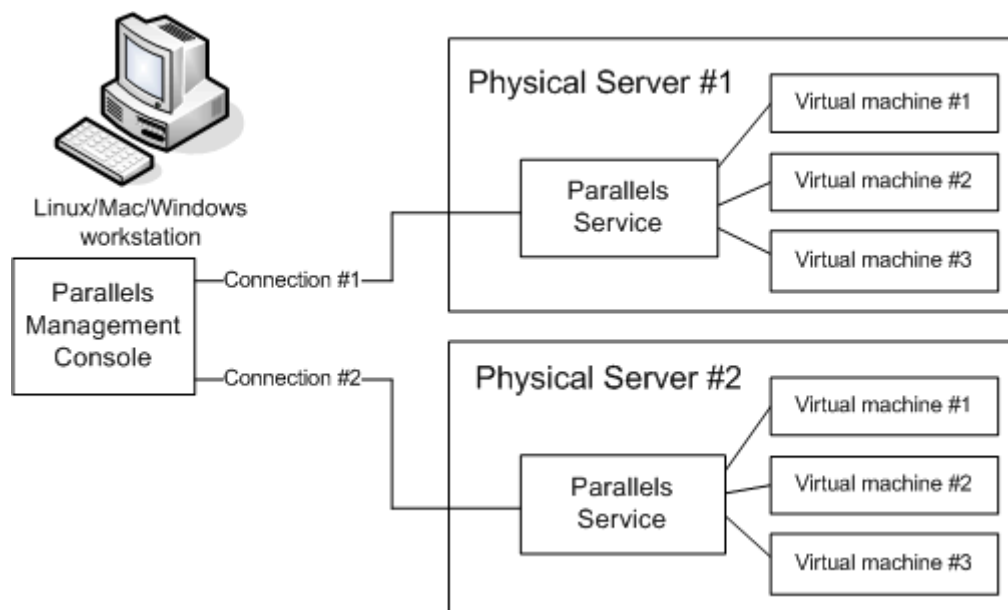 Linux/Mac/Windows
workstation
Parallels
Management
Console
Connection #1
Connection #2
Physical Server #1
Parallels
Service
Virtual machine #1
Virtual machine #2
Virtual machine #3
Physical Server #2
Parallels
Service
Virtual machine #1
Virtual machine #2
Virtual machine #3